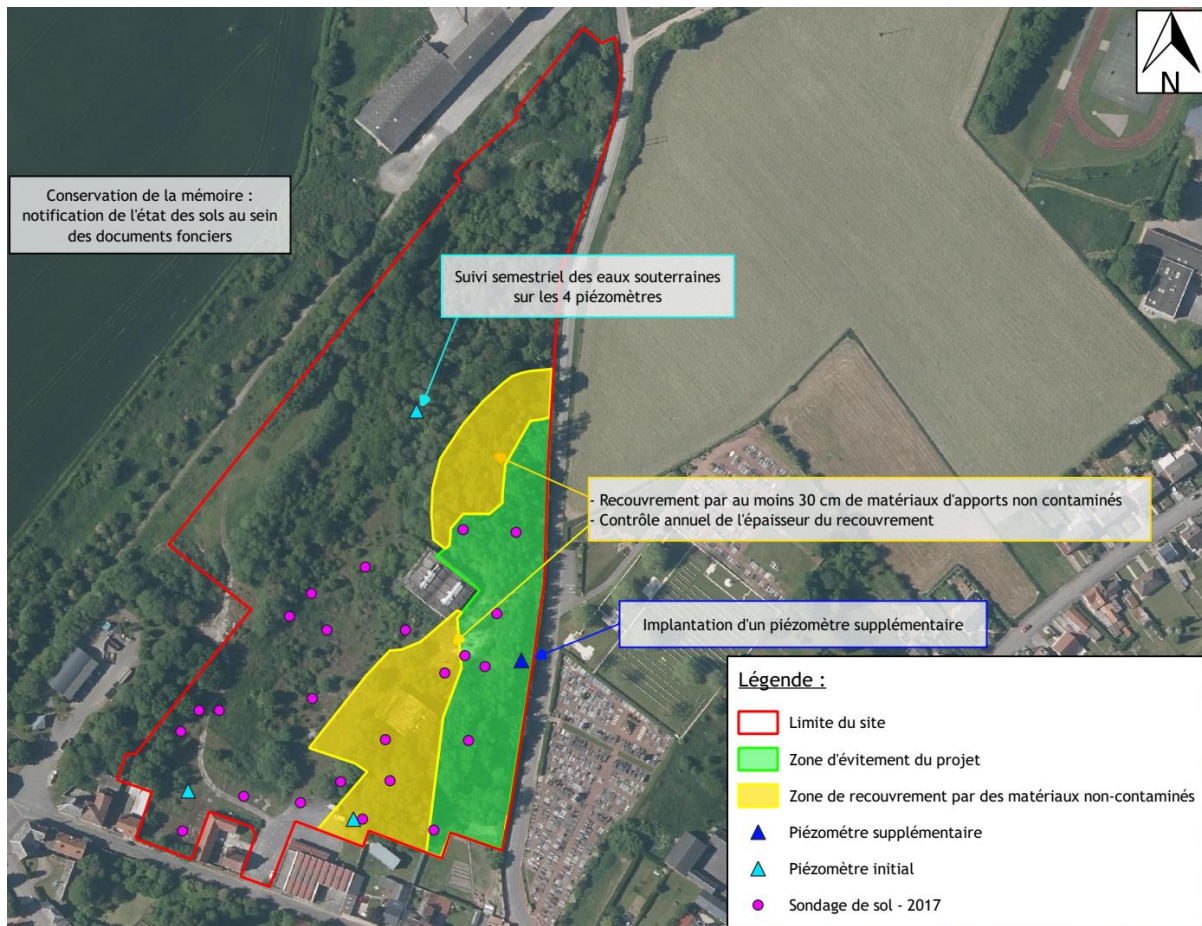 N
Conservation de la mémoire :
notification de l'état des sols au sein
des documents fonciers
Suivi semestriel des eaux souterraines
sur les 4 piézomètres
- Recouvrement par au moins 30 cm de matériaux d'apports non contaminés
- Contrôle annuel de l'épaisseur du recouvrement
Implantation d'un piézomètre supplémentaire
Légende :
Limite du site
Zone d'évitement du projet
Zone de recouvrement par des matériaux non-contaminés
Piézométre supplémentaire
Piézomètre initial
Sondage de sol - 2017